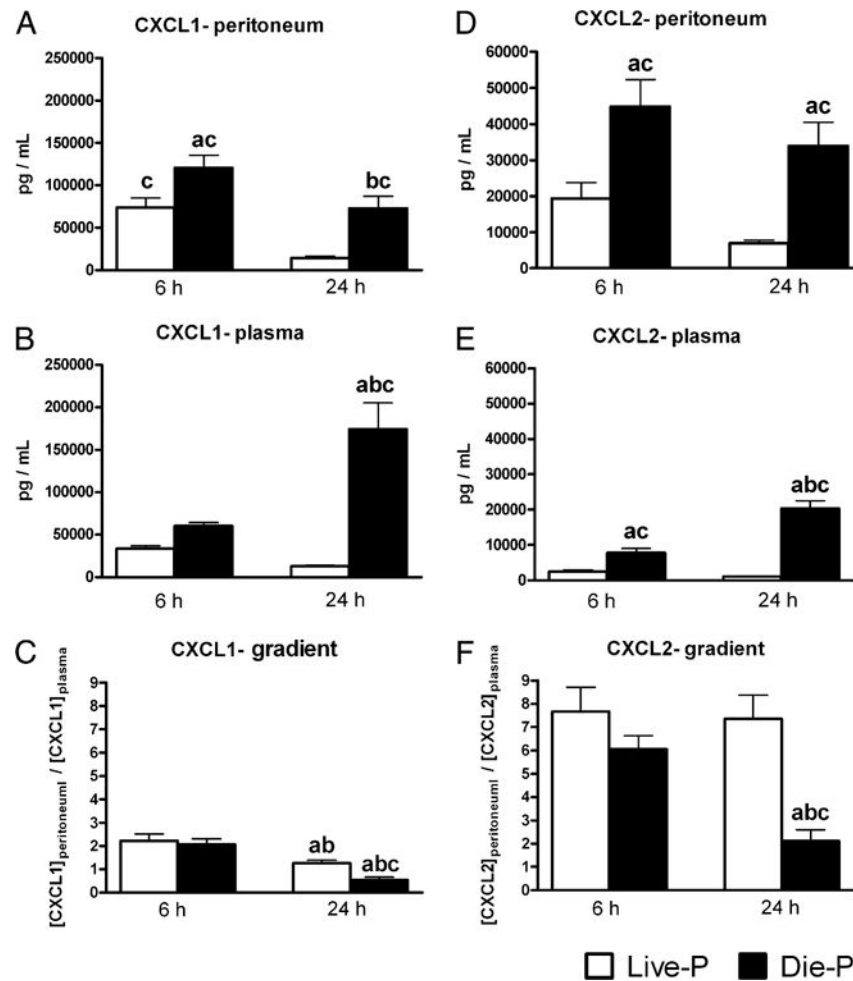 A
CXCL1- peritoneum
250000
200000
150000
100000
50000
0
pg / mL
c
ac
bc
6 h
24 h
B
CXCL1- plasma
250000
200000
150000
100000
50000
0
pg / mL
abc
6 h
24 h
C
CXCL1- gradient
9
8
7
6
5
4
3
2
1
0
[CXCL1]peritoneuml / [CXCL1]plasma
ab
abc
6 h
24 h
D
CXCL2- peritoneum
60000
50000
40000
30000
20000
10000
0
pg / mL
ac
ac
6 h
24 h
E
CXCL2- plasma
60000
50000
40000
30000
20000
10000
0
pg / mL
ac
abc
6 h
24 h
F
CXCL2- gradient
9
8
7
6
5
4
3
2
1
0
[CXCL2]peritoneuml / [CXCL2]plasma
abc
6 h
24 h
Live-P
Die-P